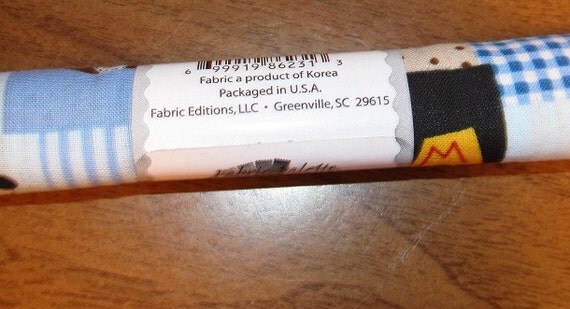 6 99919 86231 3
Fabric a product of Korea
Packaged in U.S.A.
Fabric Editions, LLC • Greenville, SC 29615
M